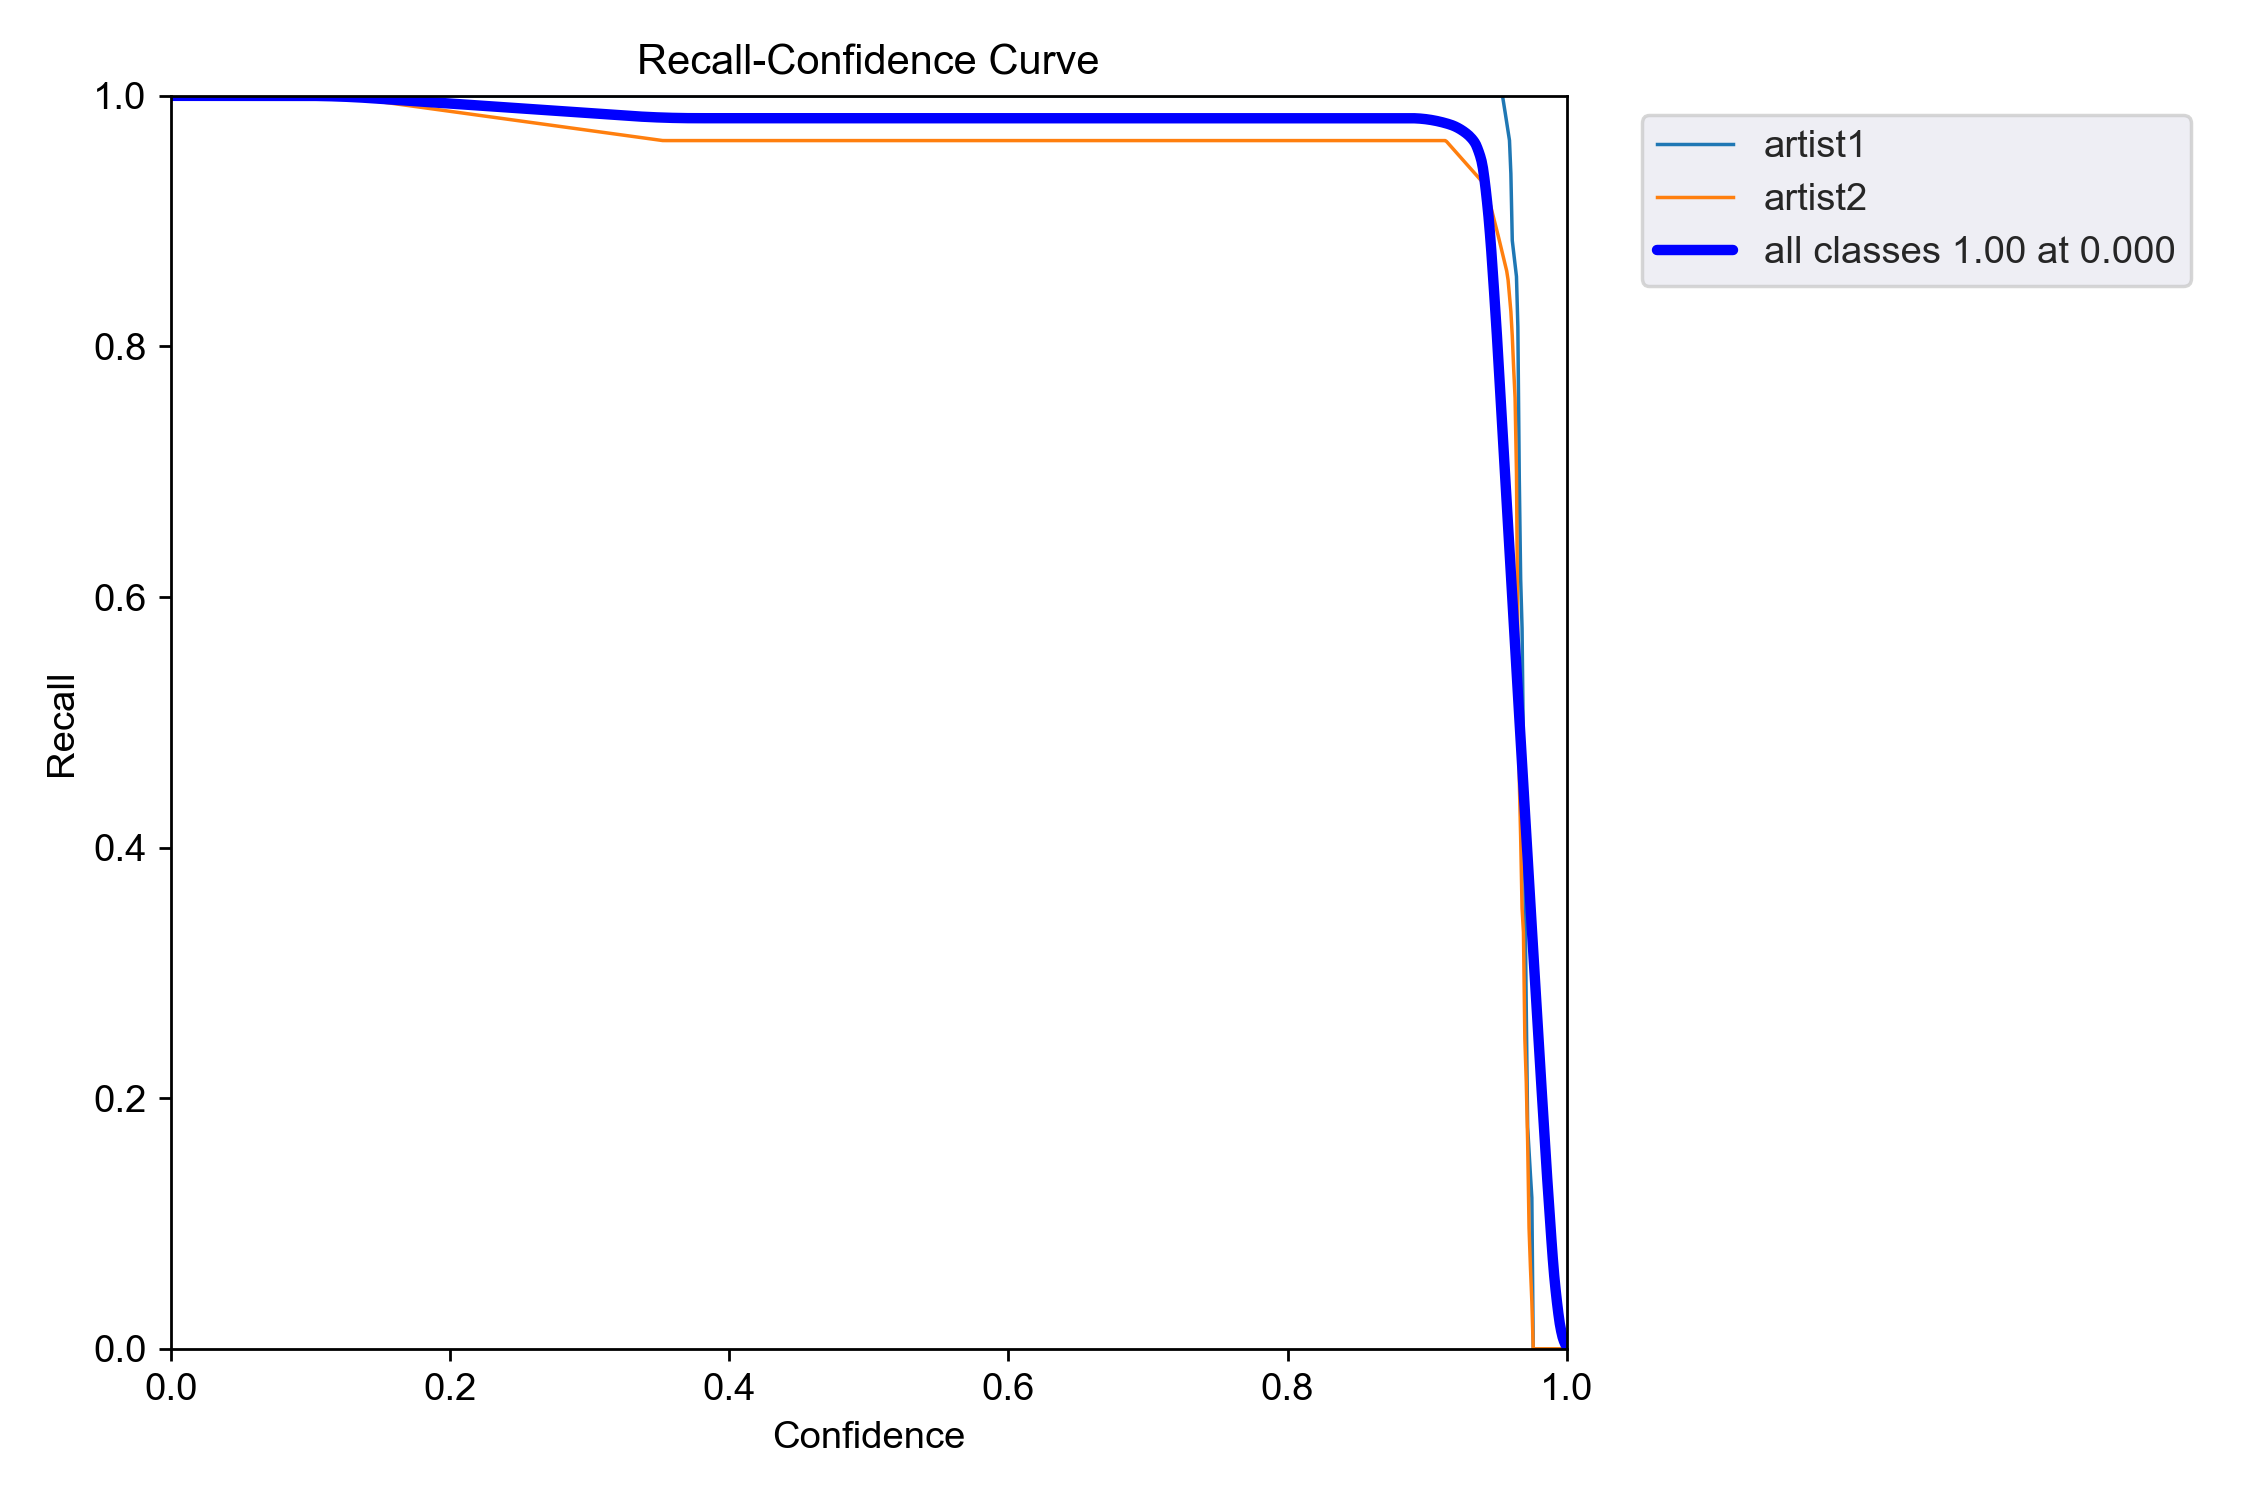 Recall-Confidence Curve
1.0
0.8
0.6
0.4
0.2
0.0
Recall
0.0 0.2 0.4 0.6 0.8 1.0
Confidence
artist1
artist2
all classes 1.00 at 0.000